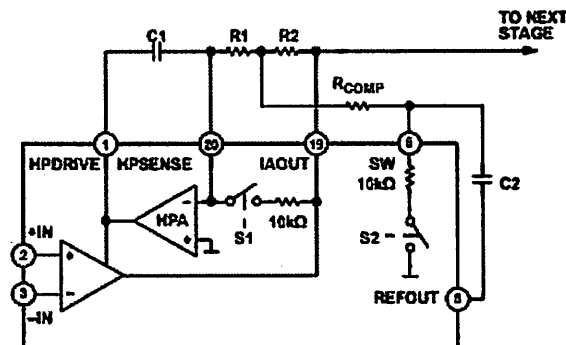 TO NEXT
STAGE
C1
R1
R2
RCOMP
1
20
19
6
HPDRIVE
HPSENSE
IAOUT
SW
10kΩ
C2
HPA
–
+
S1
10kΩ
S2
+IN
2
+
3
–
–IN
REFOUT
8